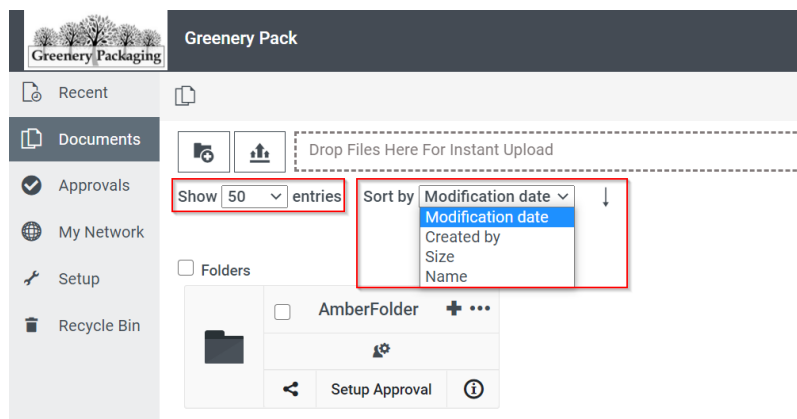 Greenery Packaging
Greenery Pack
Recent
Documents
Approvals
My Network
Setup
Recycle Bin
Drop Files Here For Instant Upload
Show 50 entries
Sort by Modification date
Modification date
Created by
Size
Name
Folders
AmberFolder
Setup Approval